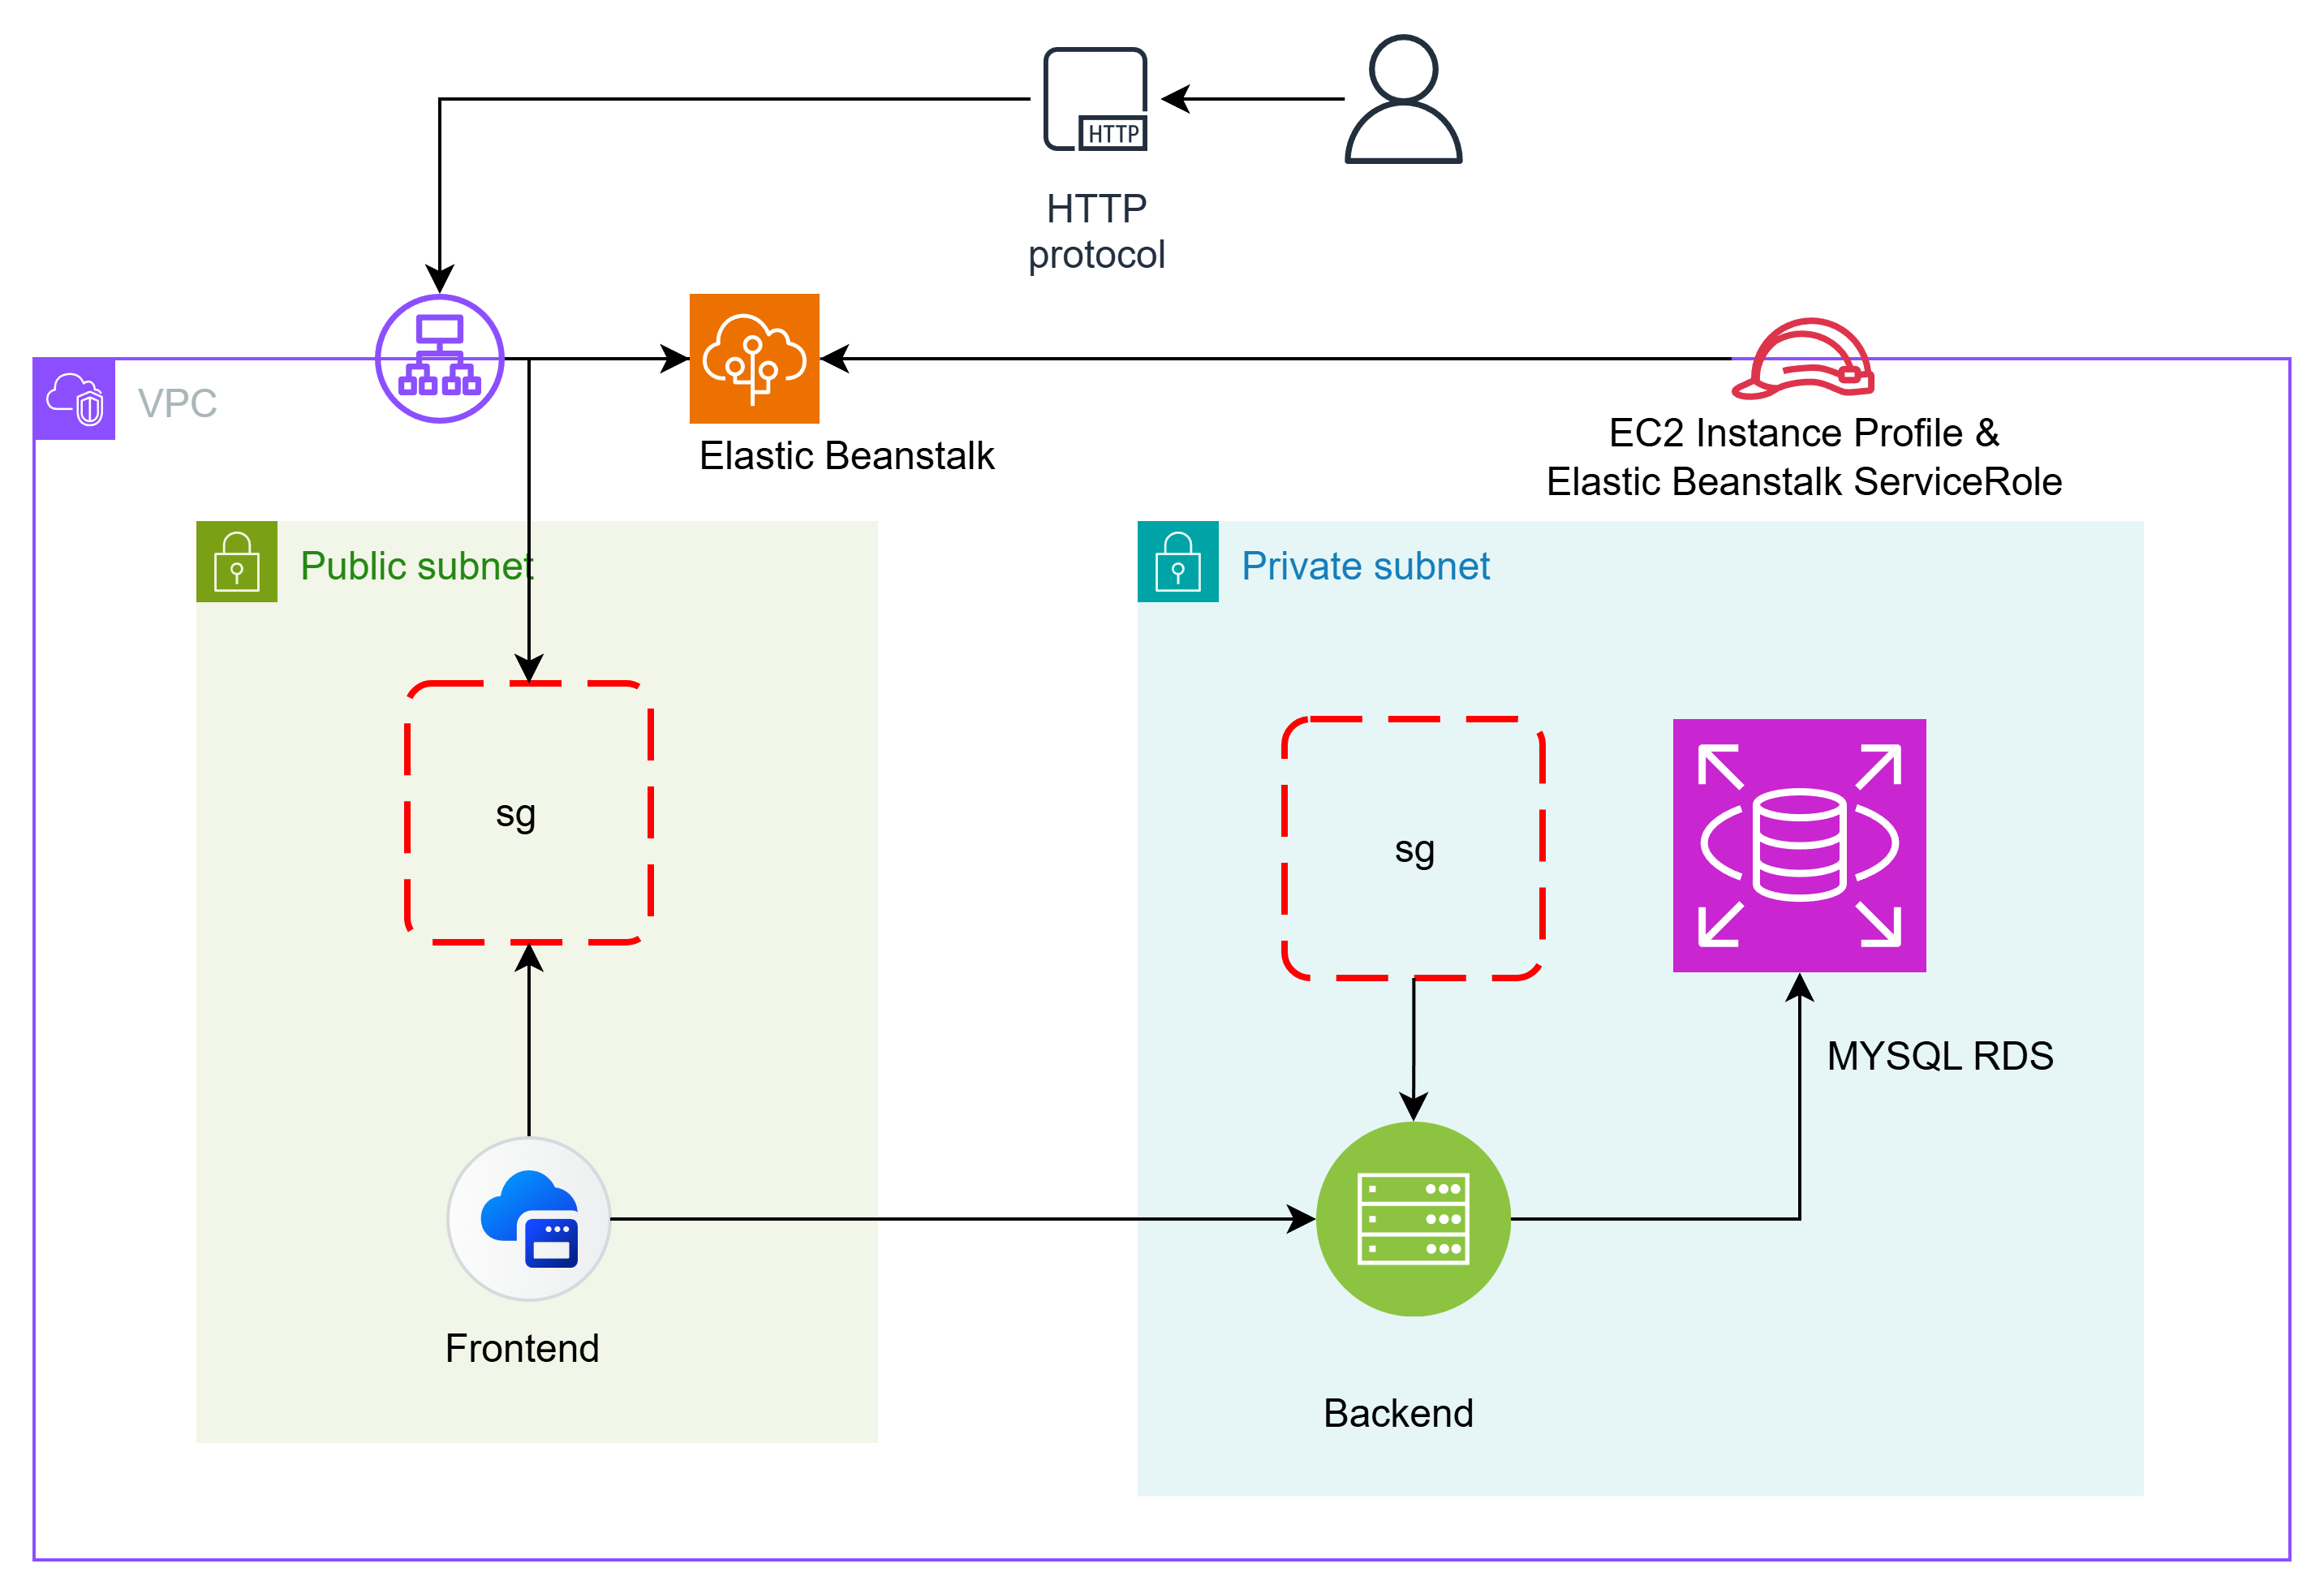 HTTP
HTTP
protocol
VPC
Elastic Beanstalk
EC2 Instance Profile &
Elastic Beanstalk ServiceRole
Public subnet
Private subnet
sg
sg
MYSQL RDS
Frontend
Backend